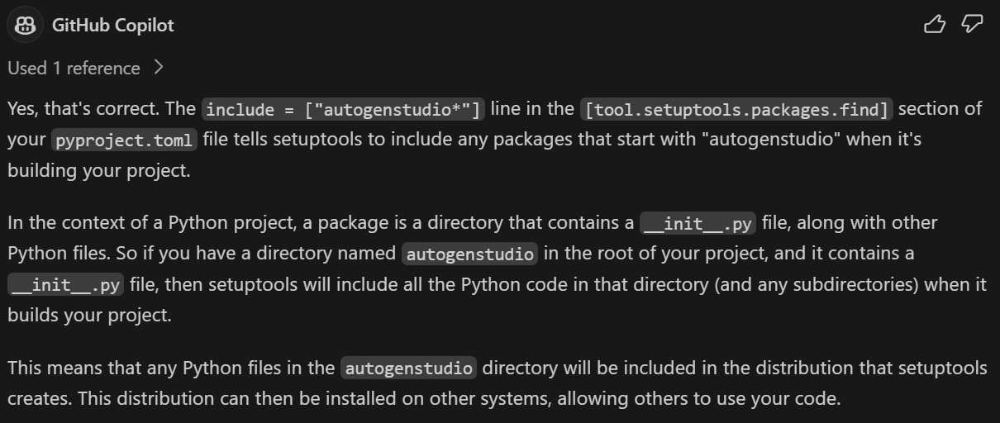 GitHub Copilot
Used 1 reference
Yes, that's correct. The include = ["autogenstudio*"] line in the [tool.setuptools.packages.find] section of
your pyproject.toml file tells setuptools to include any packages that start with "autogenstudio" when it's
building your project.
In the context of a Python project, a package is a directory that contains a __init__.py file, along with other
Python files. So if you have a directory named autogenstudio in the root of your project, and it contains a
__init__.py file, then setuptools will include all the Python code in that directory (and any subdirectories) when it
builds your project.
This means that any Python files in the autogenstudio directory will be included in the distribution that setuptools
creates. This distribution can then be installed on other systems, allowing others to use your code.